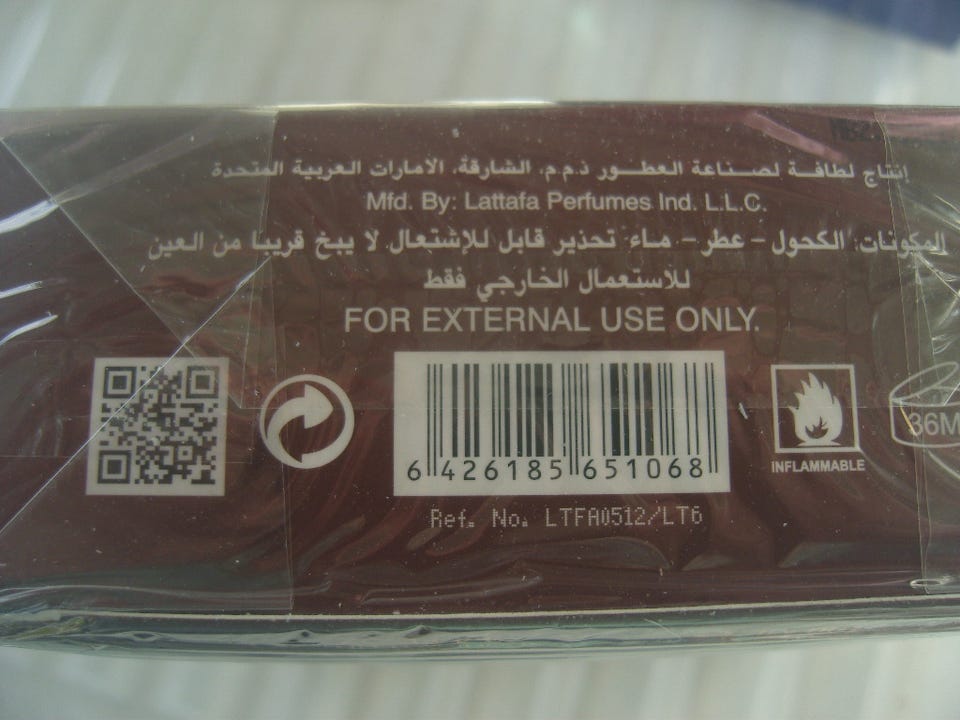 إنتاج لطافة لصناعة العطور ذ.م.م. الشارقة، الأمارات العربية المتحدة
Mfd. By: Lattafa Perfumes Ind. L.L.C.
المكونات: الكحول - عطر - ماء تحذير قابل للإشتعال لا يبخ قريبا من العين
للاستعمال الخارجي فقط
FOR EXTERNAL USE ONLY.
6 426185 651068
INFLAMMABLE
36M
Ref. No. LTFA0512/LT6